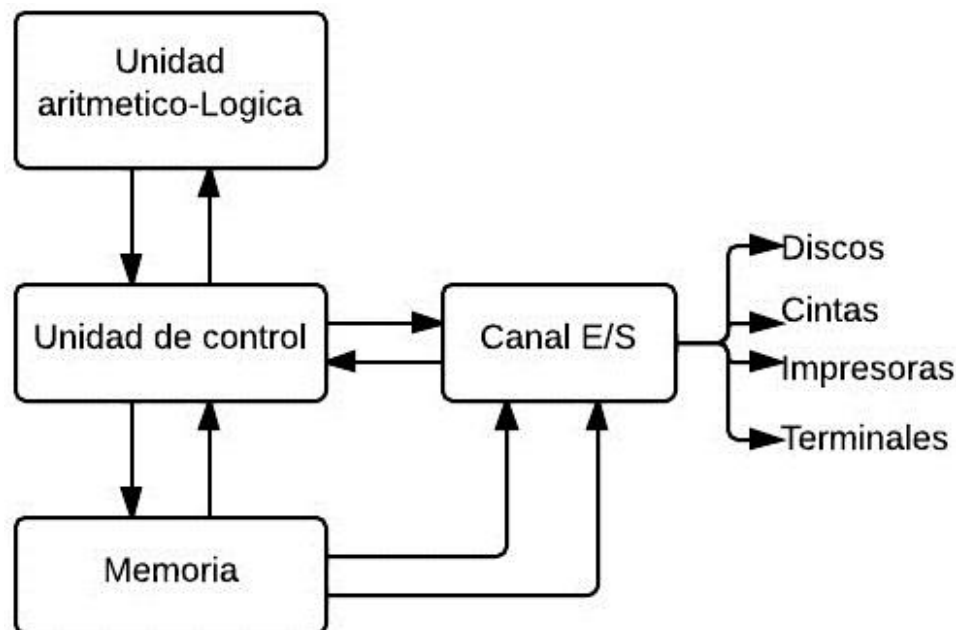 Unidad
aritmetico-Logica
Unidad de control
Canal E/S
Discos
Cintas
Impresoras
Terminales
Memoria